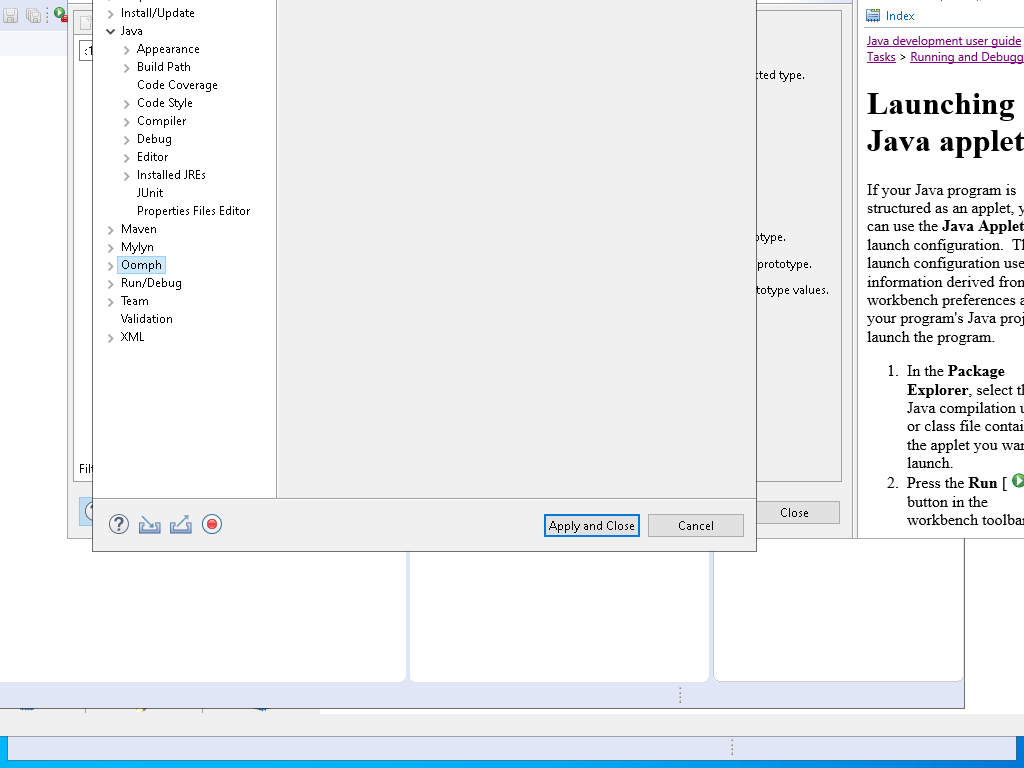 Install/Update
Java
Appearance
Build Path
Code Coverage
Code Style
Compiler
Debug
Editor
Installed JREs
JUnit
Properties Files Editor
Maven
Mylyn
Oomph
Run/Debug
Team
Validation
XML
Apply and Close
Cancel
:1
cted type.
otype.
prototype.
totype values.
Filt
Close
Index
Java development user guide
Tasks > Running and Debugg
Launching
Java applet
If your Java program is
structured as an applet, y
can use the Java Applet
launch configuration. Th
launch configuration use
information derived from
workbench preferences a
your program's Java proj
launch the program.
1. In the Package
Explorer, select th
Java compilation u
or class file contai
the applet you wan
launch.
2. Press the Run [
button in the
workbench toolbar